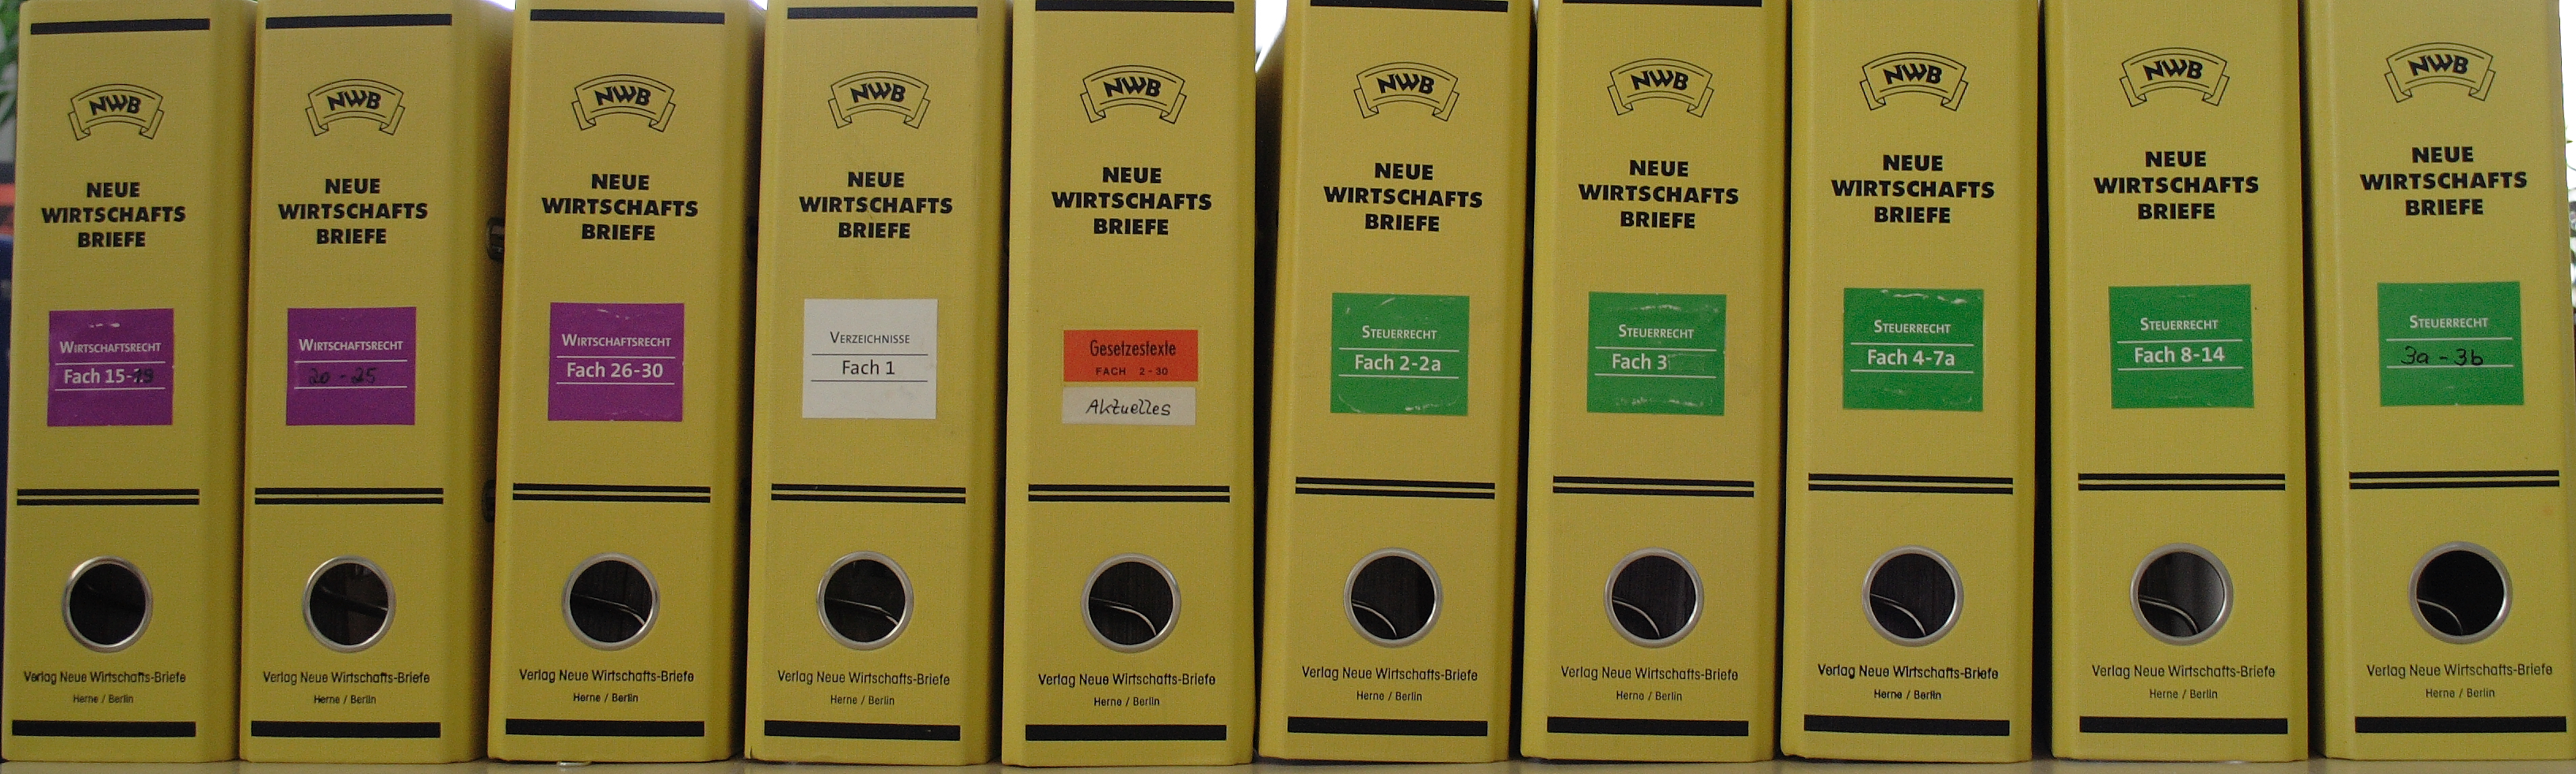 NWB
NEUE
WIRTSCHAFTS
BRIEFE
WIRTSCHAFTSRECHT
Fach 15-19
Verlag Neue Wirtschafts-Briefe
Herne / Berlin
NWB
NEUE
WIRTSCHAFTS
BRIEFE
WIRTSCHAFTSRECHT
20 - 25
Verlag Neue Wirtschafts-Briefe
Herne / Berlin
NWB
NEUE
WIRTSCHAFTS
BRIEFE
WIRTSCHAFTSRECHT
Fach 26-30
Verlag Neue Wirtschafts-Briefe
Herne / Berlin
NWB
NEUE
WIRTSCHAFTS
BRIEFE
VERZEICHNISSE
Fach 1
Verlag Neue Wirtschafts-Briefe
Herne / Berlin
NWB
NEUE
WIRTSCHAFTS
BRIEFE
Gesetzestexte
FACH 2-30
Aktuelles
Verlag Neue Wirtschafts-Briefe
Herne / Berlin
NWB
NEUE
WIRTSCHAFTS
BRIEFE
STEUERRECHT
Fach 2-2a
Verlag Neue Wirtschafts-Briefe
Herne / Berlin
NWB
NEUE
WIRTSCHAFTS
BRIEFE
STEUERRECHT
Fach 3
Verlag Neue Wirtschafts-Briefe
Herne / Berlin
NWB
NEUE
WIRTSCHAFTS
BRIEFE
STEUERRECHT
Fach 4-7a
Verlag Neue Wirtschafts-Briefe
Herne / Berlin
NWB
NEUE
WIRTSCHAFTS
BRIEFE
STEUERRECHT
Fach 8-14
Verlag Neue Wirtschafts-Briefe
Herne / Berlin
NWB
NEUE
WIRTSCHAFTS
BRIEFE
STEUERRECHT
3a - 3b
Verlag Neue Wirtschafts-Briefe
Herne / Berlin